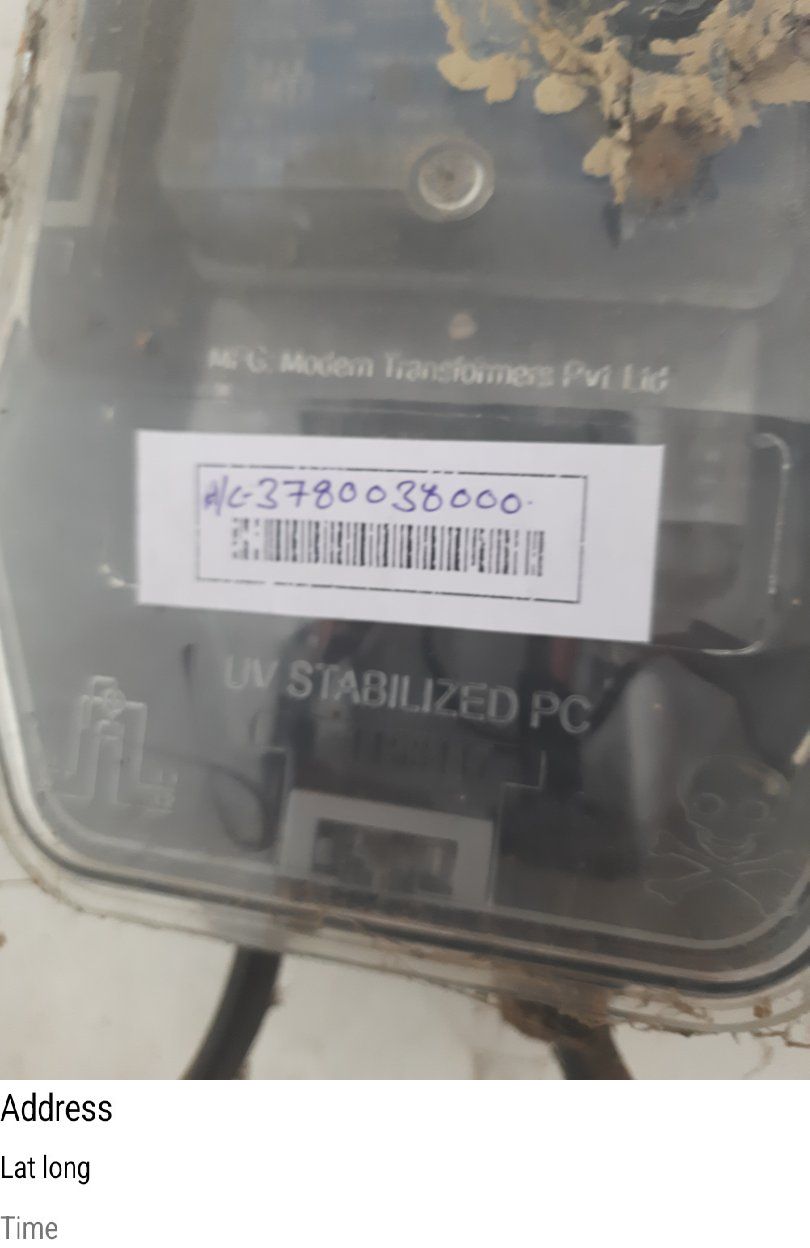 MFG. Modern Transformers Pvt Ltd
A/C-3780038000
UV STABILIZED PC
Address
Lat long
Time